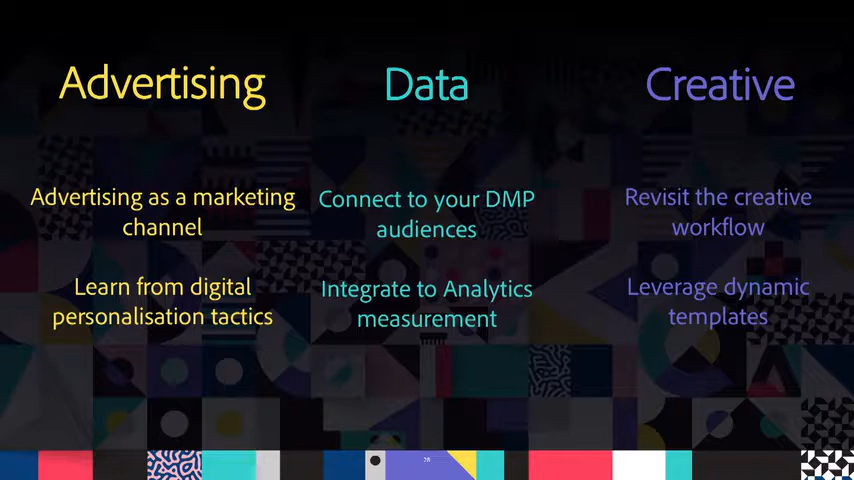 Advertising
Data
Creative
Advertising as a marketing
channel
Learn from digital
personalisation tactics
Connect to your DMP
audiences
Integrate to Analytics
measurement
Revisit the creative
workflow
Leverage dynamic
templates